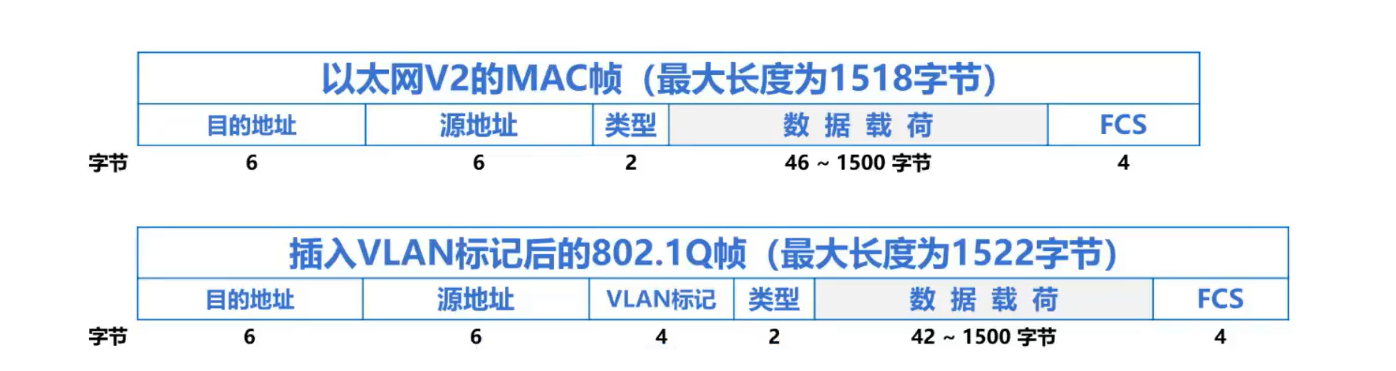 以太网V2的MAC帧（最大长度为1518字节）
目的地址 源地址 类型 数据载荷 FCS
字节 6 6 2 46 ~ 1500 字节 4
插入VLAN标记后的802.1Q帧（最大长度为1522字节）
目的地址 源地址 VLAN标记 类型 数据载荷 FCS
字节 6 6 4 2 42 ~ 1500 字节 4